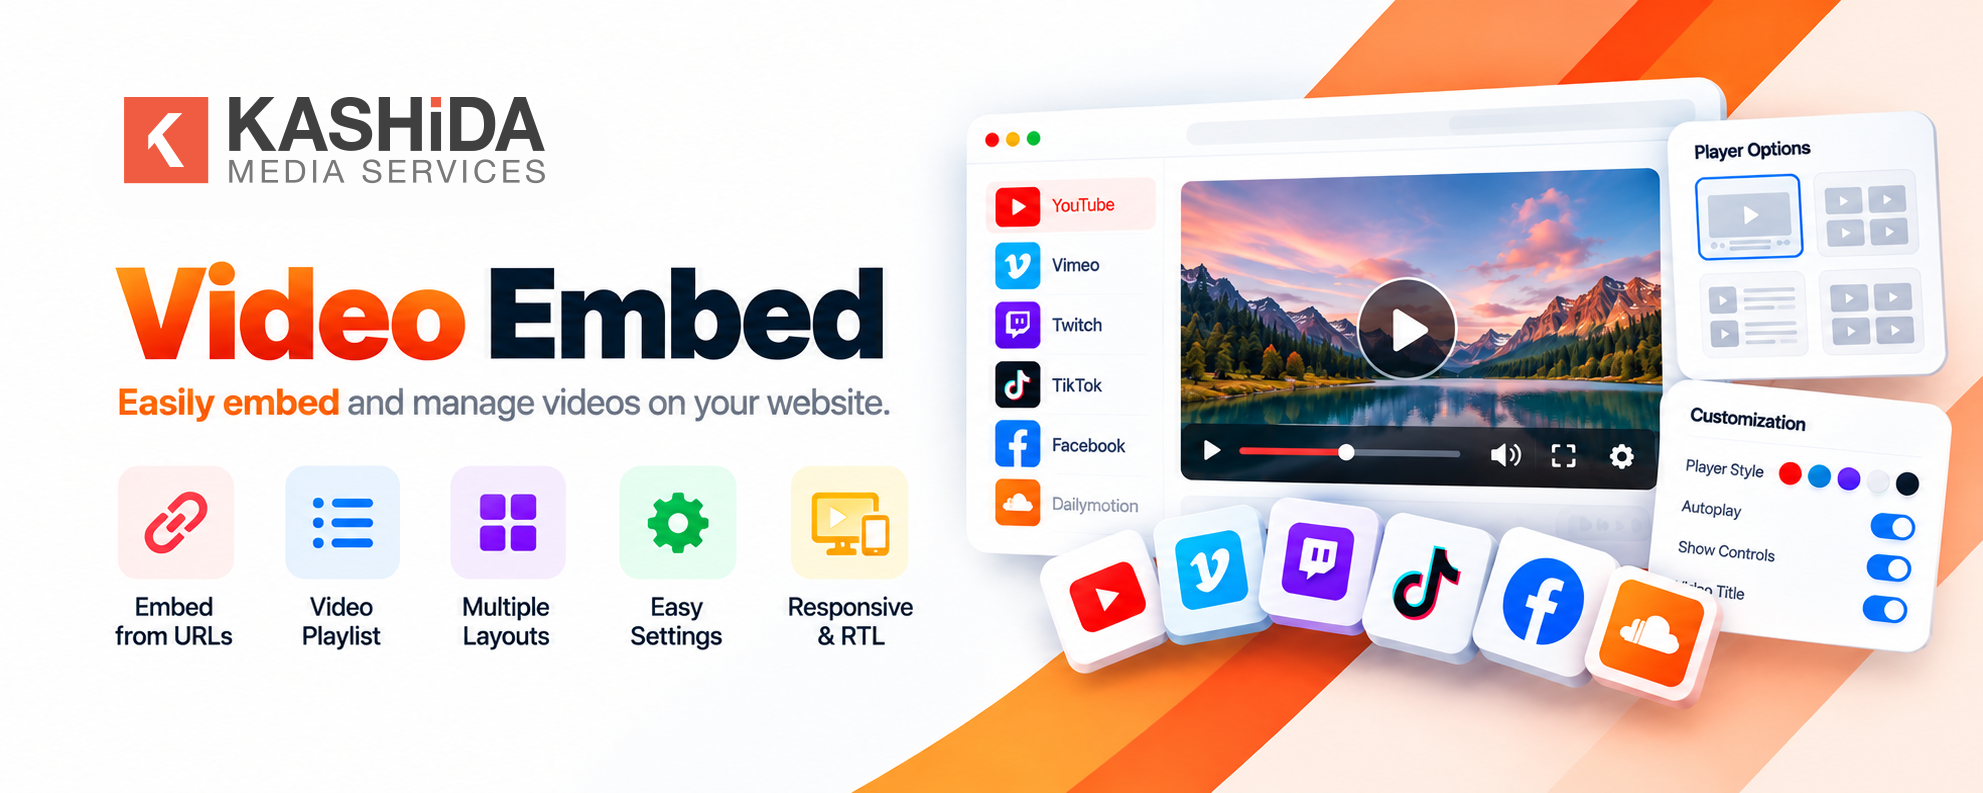 KASHiDA
MEDIA SERVICES
Video Embed
Easily embed and manage videos on your website.
Embed
from URLs
Video
Playlist
Multiple
Layouts
Easy
Settings
Responsive
& RTL
YouTube
Vimeo
Twitch
TikTok
Facebook
Dailymotion
Player Options
Customization
Player Style
Autoplay
Show Controls
Title